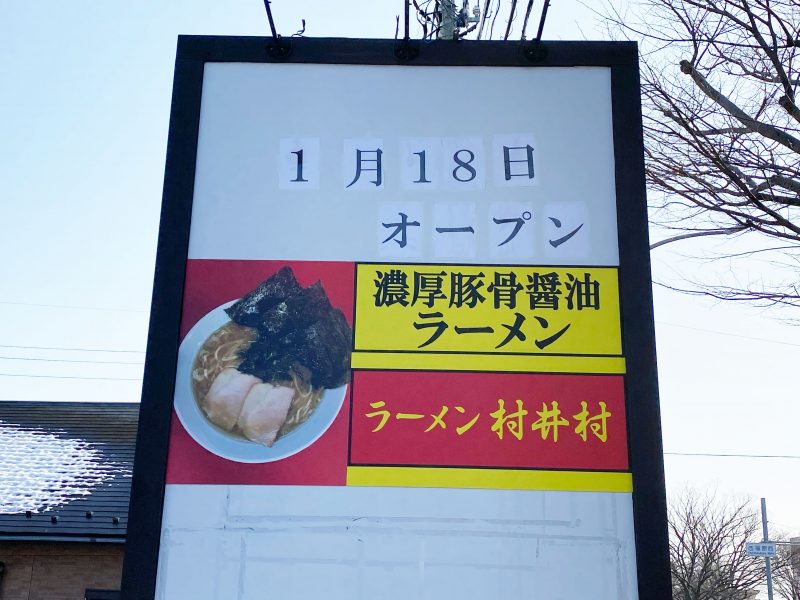 1月18日
オープン
濃厚豚骨醤油
ラーメン
ラーメン 村井村